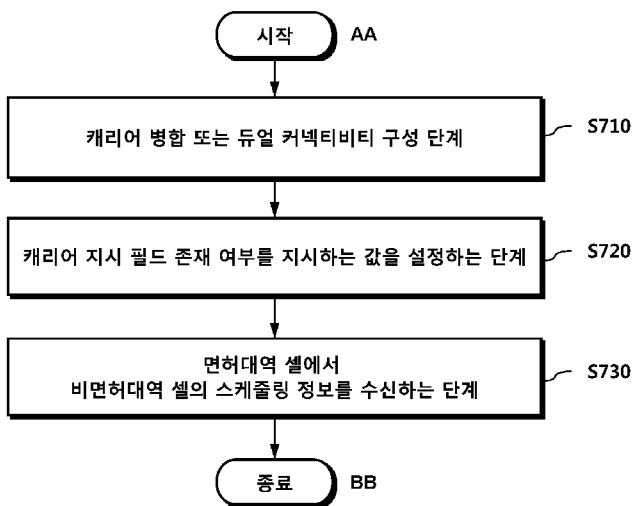 시작 AA
캐리어 병합 또는 듀얼 커넥티비티 구성 단계 S710
캐리어 지시 필드 존재 여부를 지시하는 값을 설정하는 단계 S720
면허대역 셀에서
비면허대역 셀의 스케줄링 정보를 수신하는 단계 S730
종료 BB